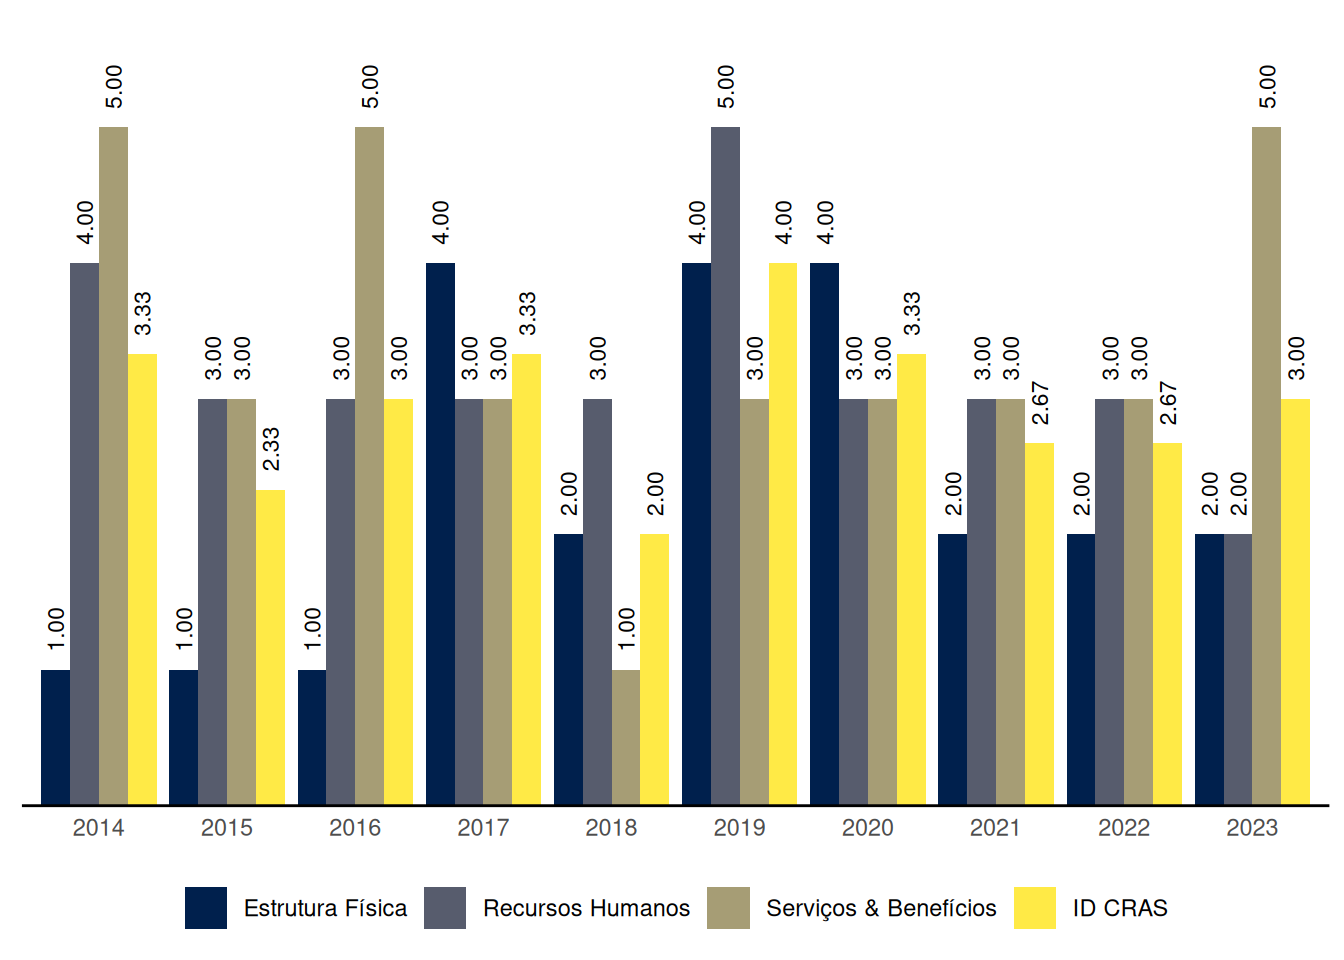 5.00 5.00 5.00 5.00
4.00 4.00 4.00 4.00 4.00
3.33 3.33 3.33
3.00 3.00 3.00 3.00 3.00 3.00 3.00 3.00 3.00 3.00 3.00 3.00 3.00 3.00 3.00
2.67 2.67
2.33
2.00 2.00 2.00 2.00 2.00 2.00
1.00 1.00 1.00 1.00
2014 2015 2016 2017 2018 2019 2020 2021 2022 2023
Estrutura Física Recursos Humanos Serviços & Benefícios ID CRAS